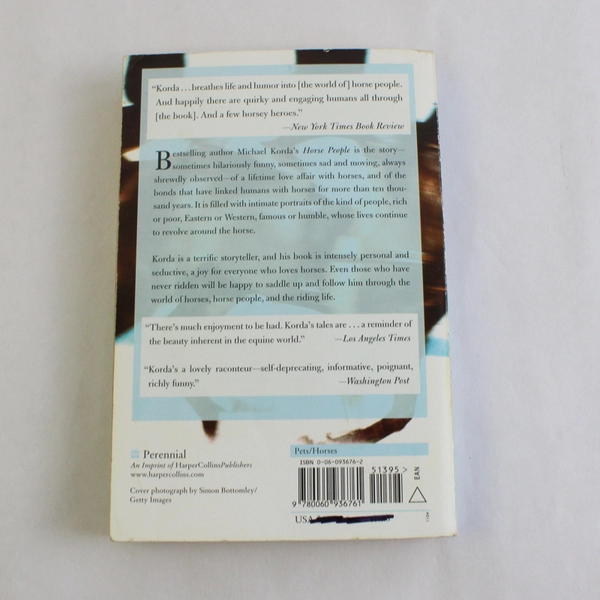 "Korda . . . breathes life and humor into [the world of] horse people.
And happily there are quirky and engaging humans all through
[the book]. And a few horsey heroes."
—New York Times Book Review
Bestselling author Michael Korda's Horse People is the story—
sometimes hilariously funny, sometimes sad and moving, always
shrewdly observed—of a lifetime love affair with horses, and of the
bonds that have linked humans with horses for more than ten thou-
sand years. It is filled with intimate portraits of the kind of people, rich
or poor, Eastern or Western, famous or humble, whose lives continue
to revolve around the horse.
Korda is a terrific storyteller, and his book is intensely personal and
seductive, a joy for everyone who loves horses. Even those who have
never ridden will be happy to saddle up and follow him through the
world of horses, horse people, and the riding life.
"There's much enjoyment to be had. Korda's tales are . . . a reminder of
the beauty inherent in the equine world." —Los Angeles Times
"Korda's a lovely raconteur—self-deprecating, informative, poignant,
richly funny." —Washington Post
Perennial
An Imprint of HarperCollinsPublishers
www.harpercollins.com
Cover photograph by Simon Bottomley/
Getty Images
Pets/Horses
ISBN 0-06-093676-2
51395 >
EAN
9 780060 936761
USA